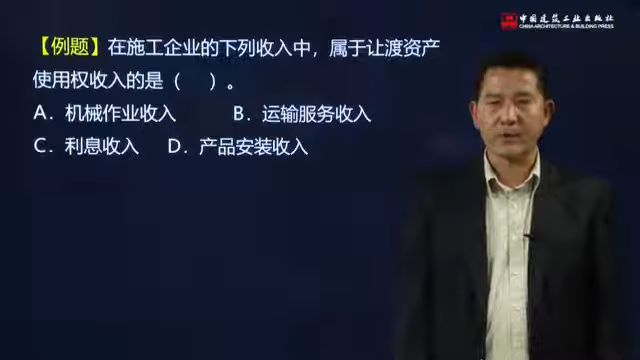 中国建筑工业出版社
CHINA ARCHITECTURE & BUILDING PRESS
【例题】在施工企业的下列收入中，属于让渡资产
使用权收入的是（ ）。
A．机械作业收入 B．运输服务收入
C．利息收入 D．产品安装收入